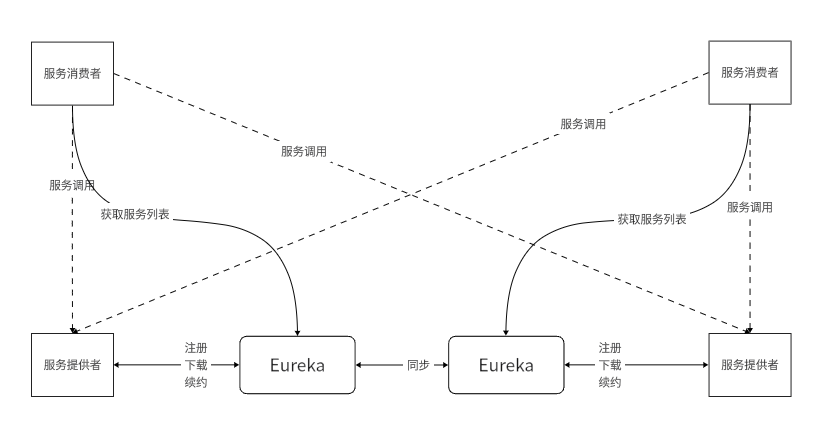 服务消费者
服务消费者
服务调用
服务调用
服务调用
服务调用
获取服务列表
获取服务列表
服务提供者
注册
下载
续约
Eureka
同步
Eureka
注册
下载
续约
服务提供者